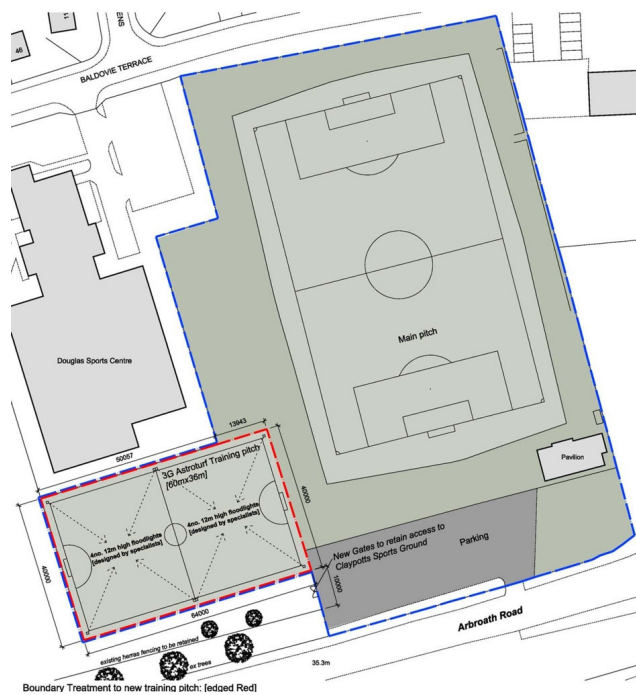 11
ENS
46
BALDOVIE TERRACE
Main pitch
Douglas Sports Centre
13943
50057
3G Astroturf Training pitch
[60mx36m]
Pavilion
40000
4no. 12m high floodlights
[designed by specialists]
4no. 12m high floodlights
[designed by specialists]
New Gates to retain access to
Claypotts Sports Ground
Parking
40000
10000
64000
Arbroath Road
existing herras fencing to be retained
ex trees
35.3m
Boundary Treatment to new training pitch: [edged Red]